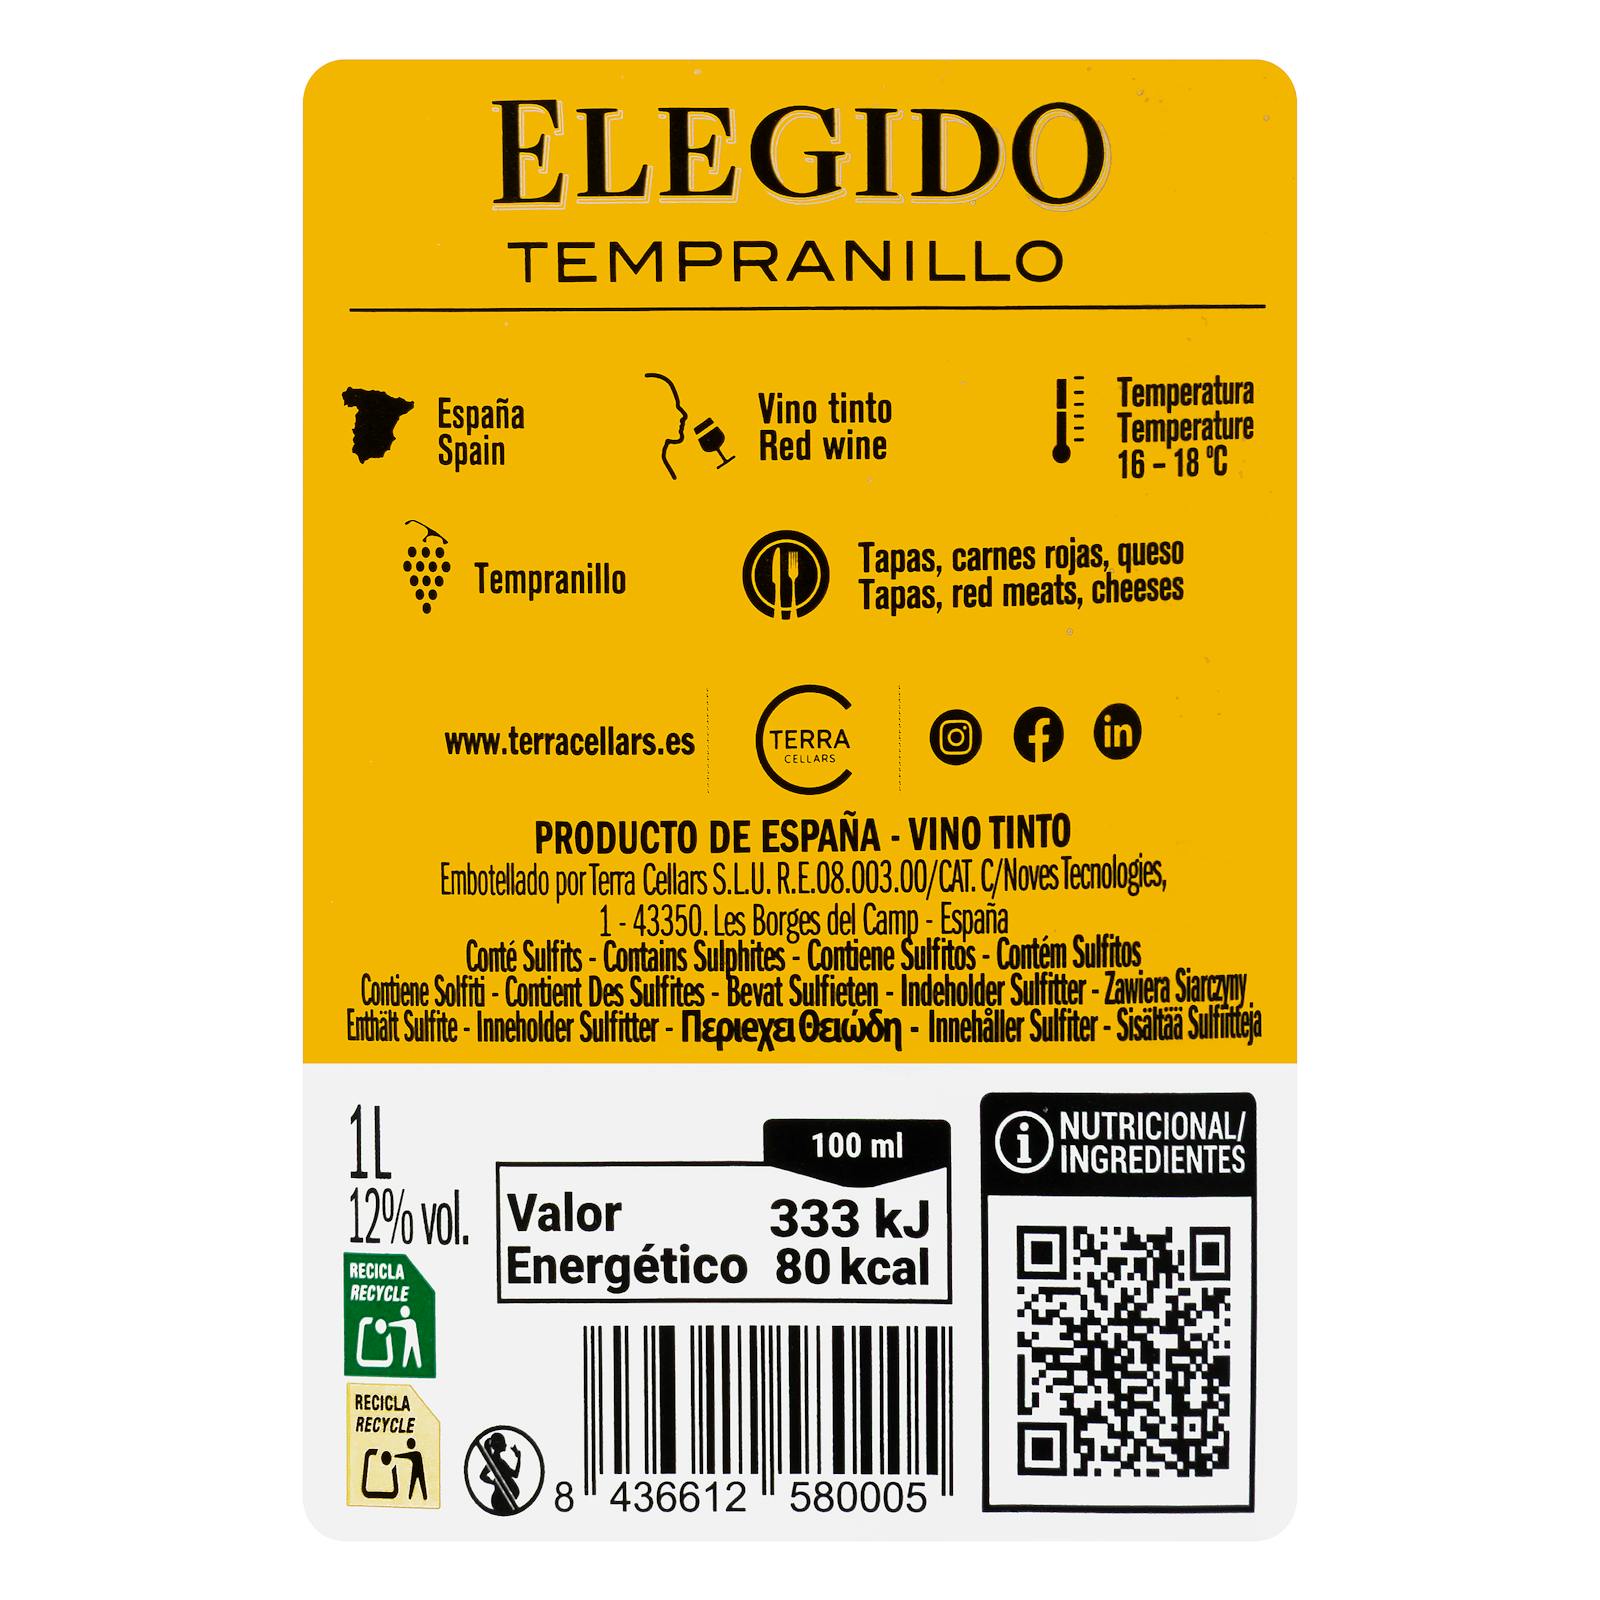 ELEGIDO
TEMPRANILLO
España
Spain
Vino tinto
Red wine
Temperatura
Temperature
16 – 18 ºC
Tempranillo
Tapas, carnes rojas, queso
Tapas, red meats, cheeses
www.terracellars.es
TERRA
CELLARS
PRODUCTO DE ESPAÑA - VINO TINTO
Embotellado por Terra Cellars S.L.U. R.E.08.003.00/CAT. C/Noves Tecnologies,
1 - 43350. Les Borges del Camp - España
Conté Sulfits - Contains Sulphites - Contiene Sulfitos - Contém Sulfitos
Contiene Solfiti - Contient Des Sulfites - Bevat Sulfieten - Indeholder Sulfitter - Zawiera Siarczyny
Enthält Sulfite - Inneholder Sulfitter - Περιεχει Θειώδη - Innehåller Sulfiter - Sisältää Sulfiitteja
1L
12% vol.
100 ml
Valor
Energético
333 kJ
80 kcal
NUTRICIONAL/
INGREDIENTES
RECICLA
RECYCLE
RECICLA
RECYCLE
8 436612 580005